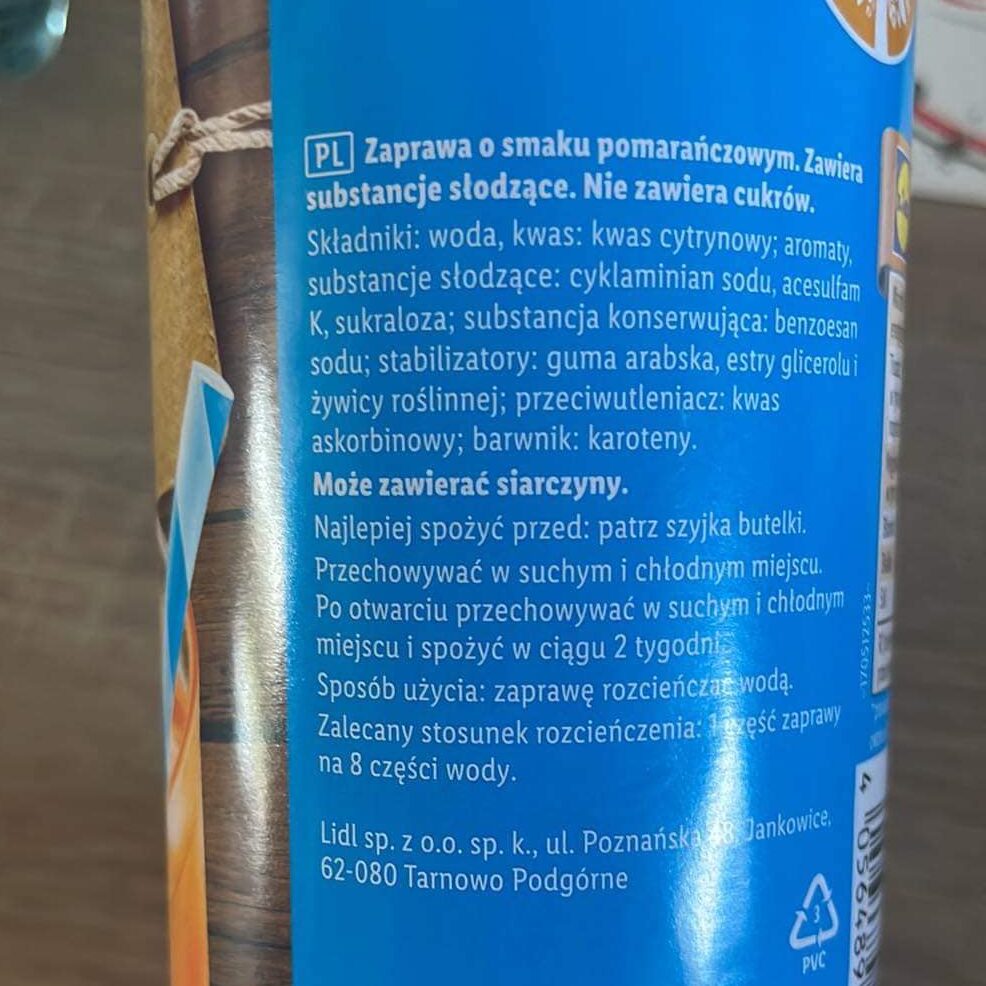 PL Zaprawa o smaku pomarańczowym. Zawiera
substancje słodzące. Nie zawiera cukrów.
Składniki: woda, kwas: kwas cytrynowy; aromaty,
substancje słodzące: cyklaminian sodu, acesulfam
K, sukraloza; substancja konserwująca: benzoesan
sodu; stabilizatory: guma arabska, estry glicerolu i
żywicy roślinnej; przeciwutleniacz: kwas
askorbinowy; barwnik: karoteny.
Może zawierać siarczyny.
Najlepiej spożyć przed: patrz szyjka butelki.
Przechowywać w suchym i chłodnym miejscu.
Po otwarciu przechowywać w suchym i chłodnym
miejscu i spożyć w ciągu 2 tygodni.
Sposób użycia: zaprawę rozcieńczać wodą.
Zalecany stosunek rozcieńczenia: 1 część zaprawy
na 8 części wody.
Lidl sp. z o.o. sp. k., ul. Poznańska 48, Jankowice,
62-080 Tarnowo Podgórne
3
PVC
4 056489